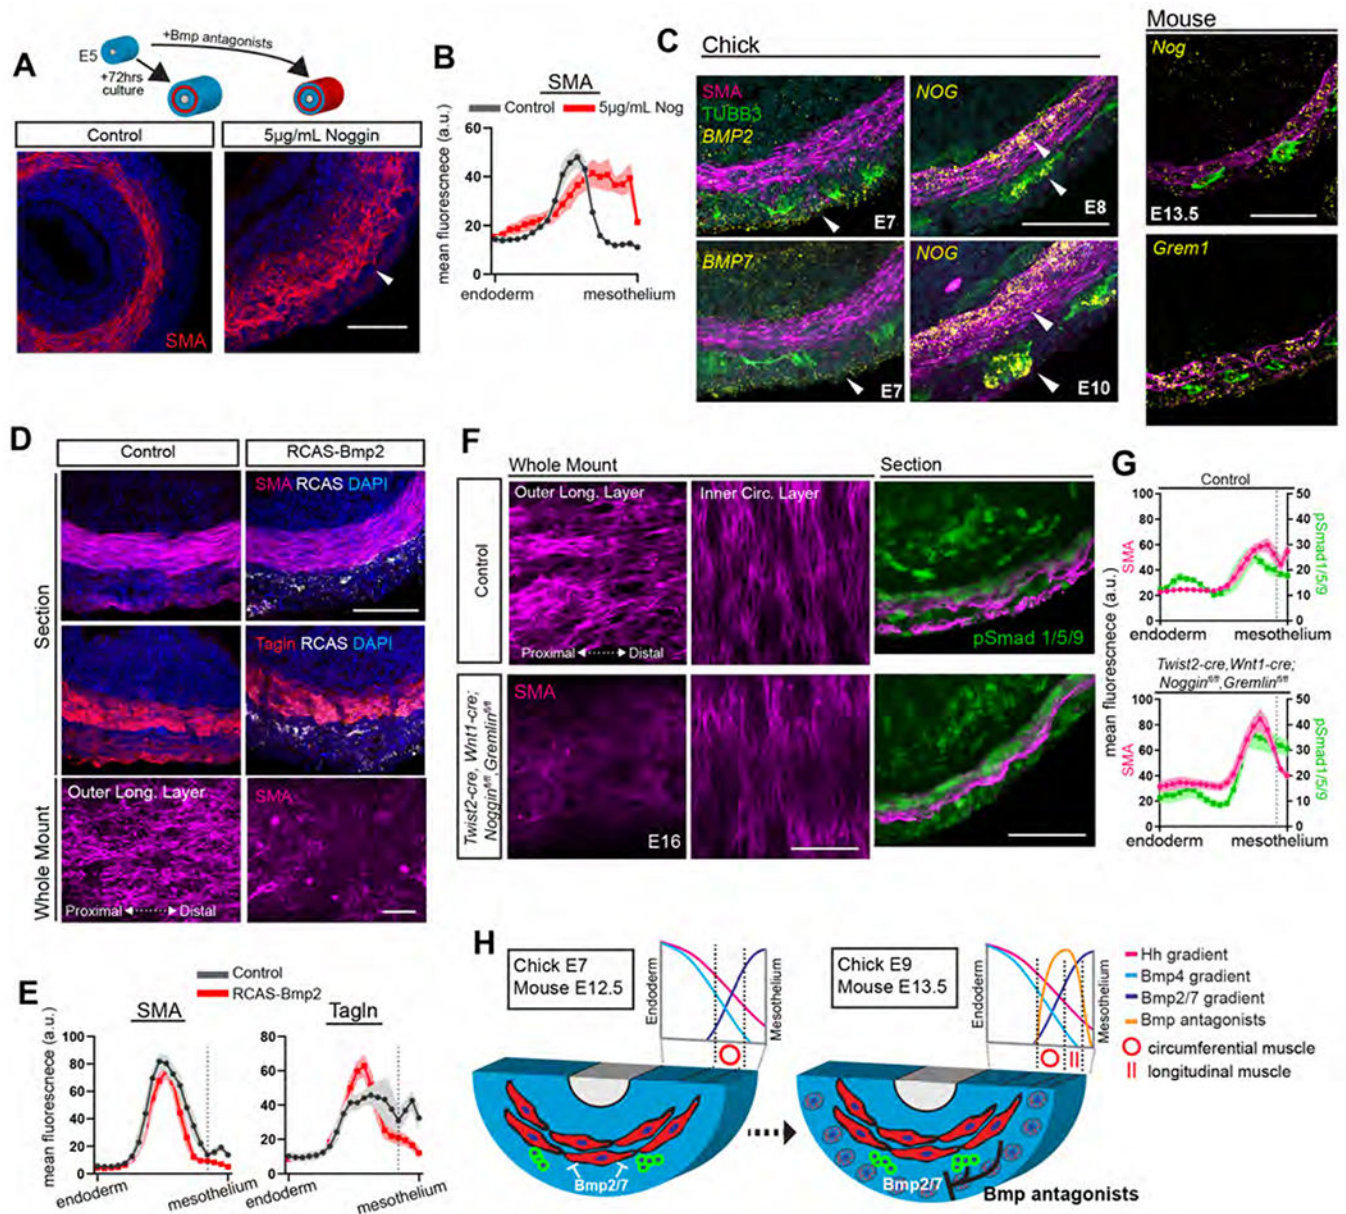 A
E5
+Bmp antagonists
+72hrs
culture
Control
5µg/mL Noggin
SMA
B
SMA
Control
5µg/mL Nog
mean fluorescnece (a.u.)
60
40
20
0
endoderm
mesothelium
C
Chick
SMA
TUBB3
BMP2
E7
NOG
E8
BMP7
E7
NOG
E10
Mouse
Nog
E13.5
Grem1
D
Control
RCAS-Bmp2
Section
SMA RCAS DAPI
Tagln RCAS DAPI
Whole Mount
Outer Long. Layer
Proximal
Distal
SMA
E
Control
RCAS-Bmp2
SMA
mean fluorescnece (a.u.)
100
80
60
40
20
0
endoderm
mesothelium
Tagln
80
60
40
20
0
endoderm
mesothelium
F
Whole Mount
Section
Control
Outer Long. Layer
Inner Circ. Layer
Proximal
Distal
pSmad 1/5/9
Twist2-cre, Wnt1-cre;
Nogginfl/fl,Gremlinfl/fl
SMA
E16
G
Control
mean fluorescnece (a.u.)
SMA
100
80
60
40
20
0
50
40
30
20
10
0
pSmad1/5/9
endoderm
mesothelium
Twist2-cre,Wnt1-cre;
Nogginfl/fl,Gremlinfl/fl
SMA
100
80
60
40
20
50
40
30
20
10
0
pSmad1/5/9
endoderm
mesothelium
H
Chick E7
Mouse E12.5
Endoderm
Mesothelium
Bmp2/7
Chick E9
Mouse E13.5
Endoderm
Mesothelium
Bmp2/7
Bmp antagonists
Hh gradient
Bmp4 gradient
Bmp2/7 gradient
Bmp antagonists
circumferential muscle
longitudinal muscle